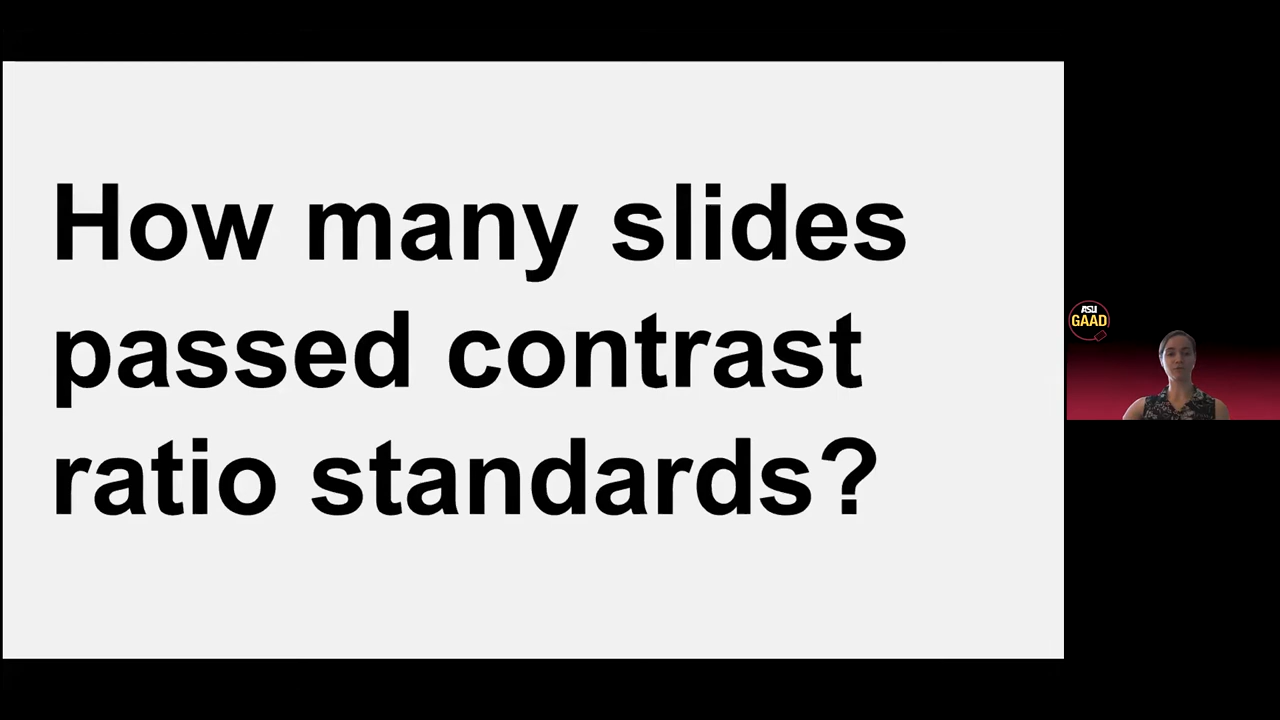 How many slides
passed contrast
ratio standards?
ASU
GAAD